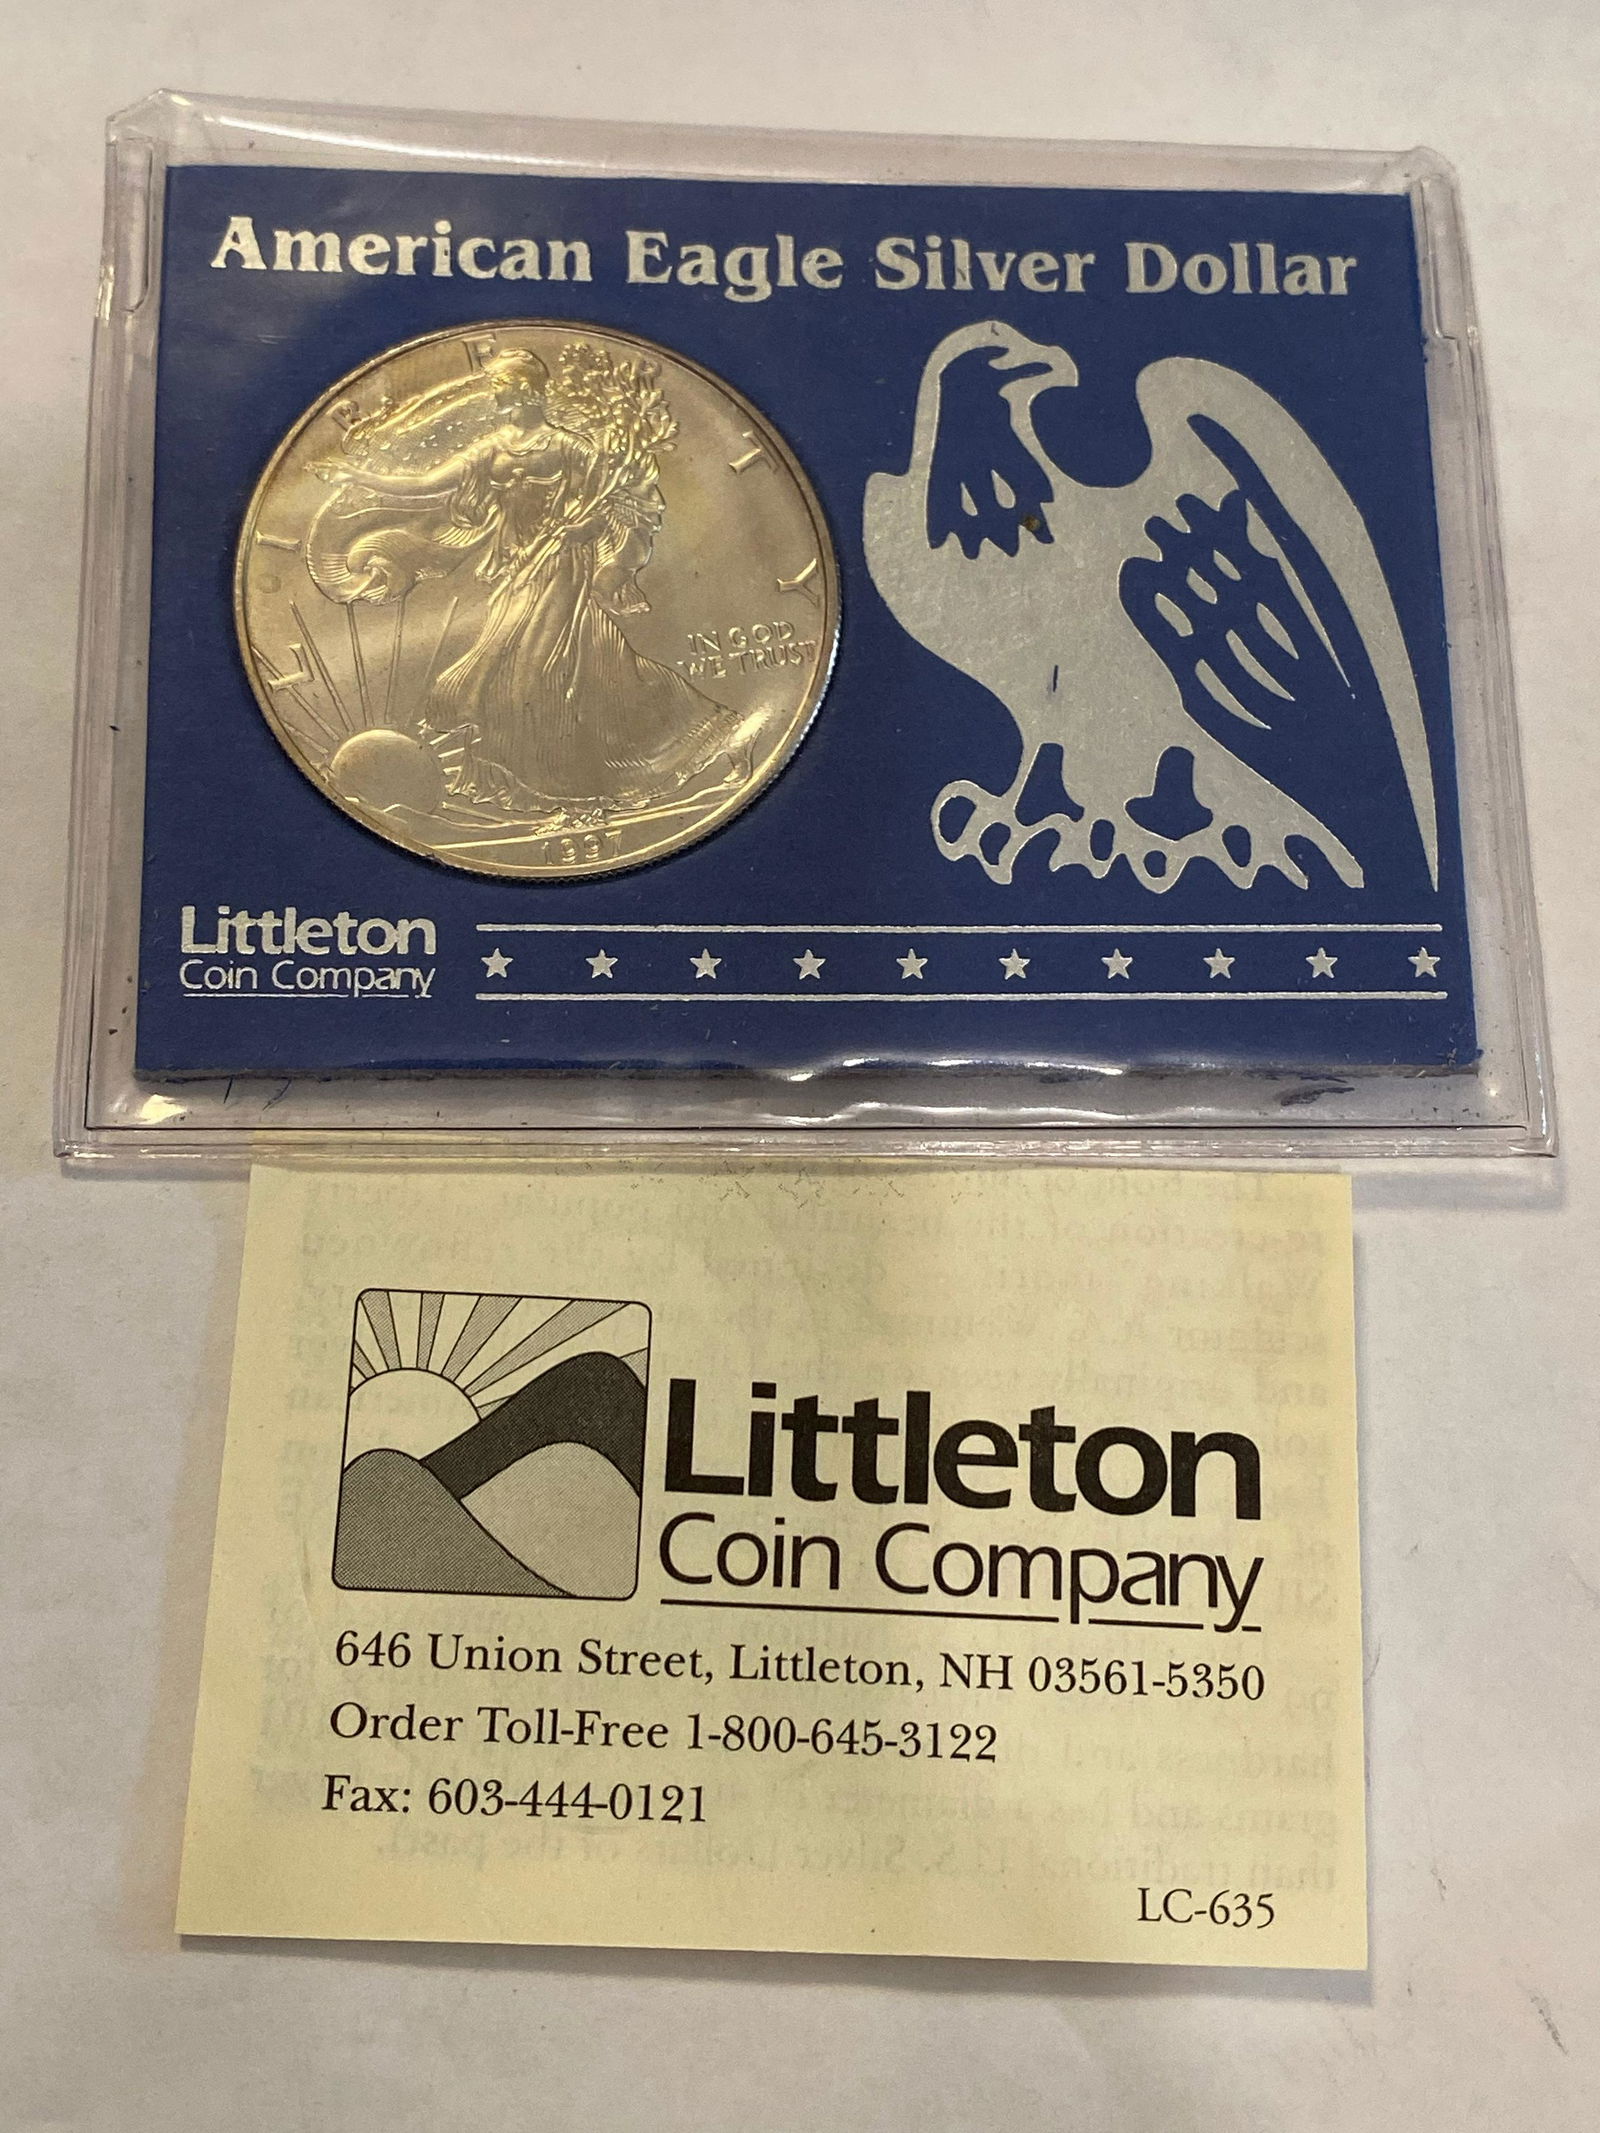 American Eagle Silver Dollar
LIBERTY
IN GOD
WE TRUST
1997
Littleton
Coin Company
Littleton
Coin Company
646 Union Street, Littleton, NH 03561-5350
Order Toll-Free 1-800-645-3122
Fax: 603-444-0121
LC-635